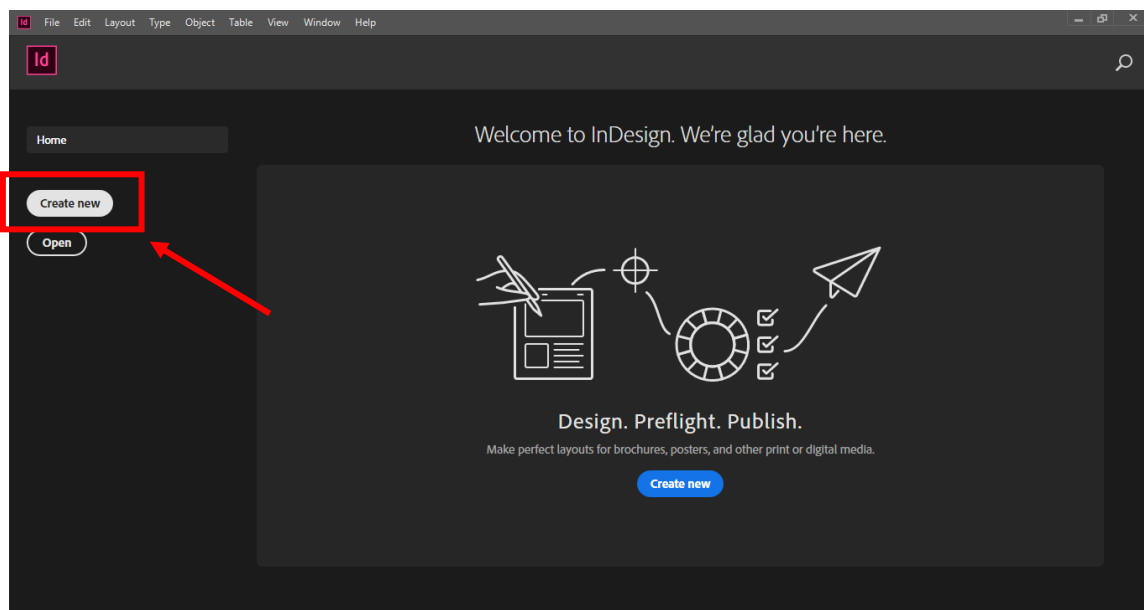 Id File Edit Layout Type Object Table View Window Help
Id
Home
Welcome to InDesign. We're glad you're here.
Create new
Open
Design. Preflight. Publish.
Make perfect layouts for brochures, posters, and other print or digital media.
Create new